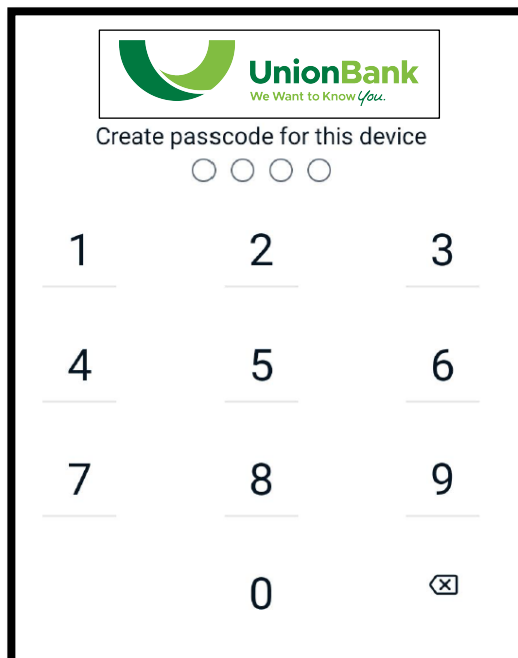 UnionBank
We Want to Know You.
Create passcode for this device
1 2 3
4 5 6
7 8 9
0